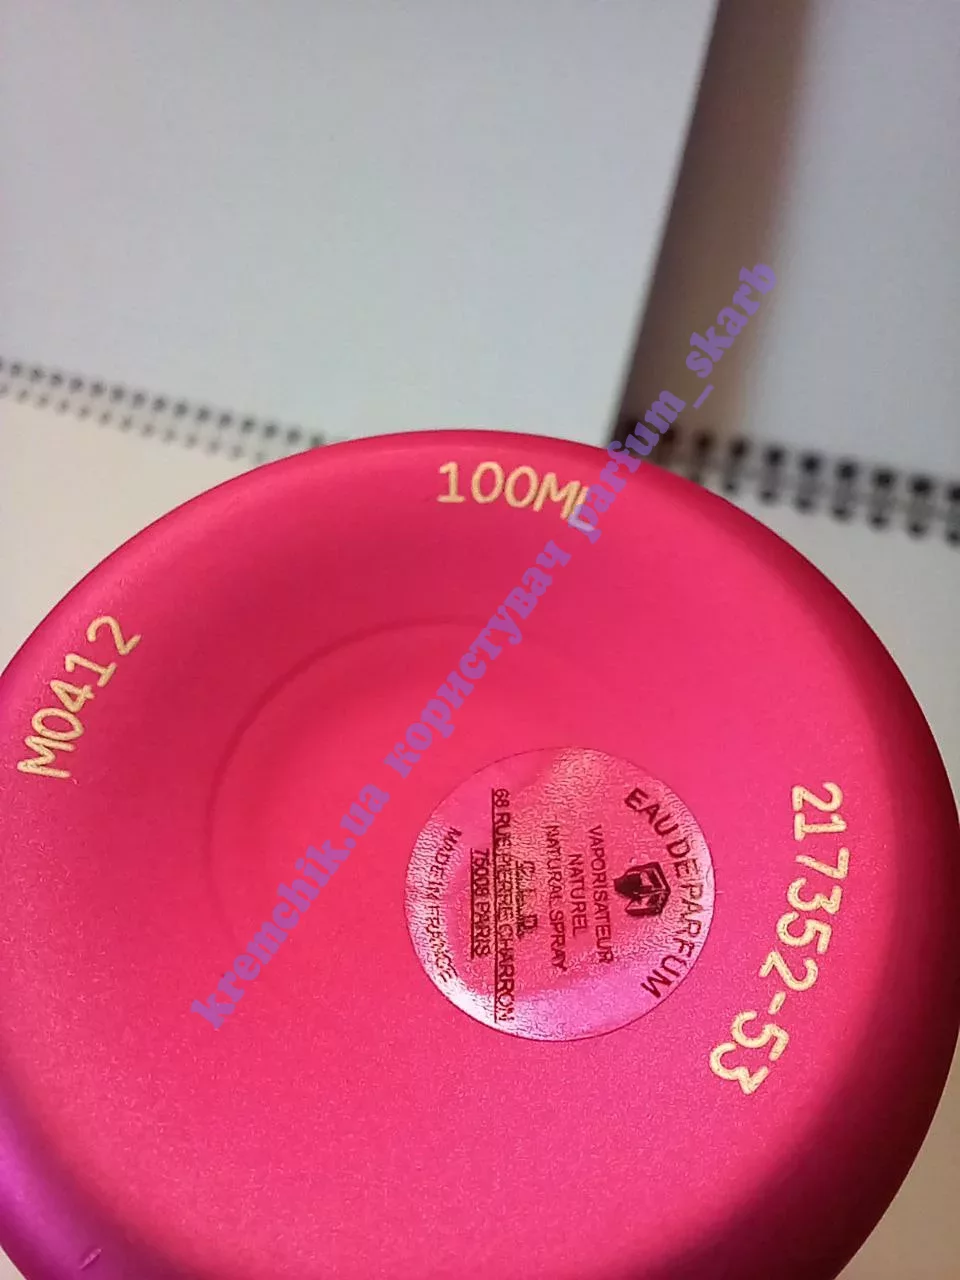 100ML
M0412
217352-53
EAU DE PARFUM
VAPORISATEUR
NATUREL
NATURAL SPRAY
68 RUE PIERRE CHARRON
75008 PARIS
MADE IN FRANCE
kremchik.ua користувач parfum_skarb